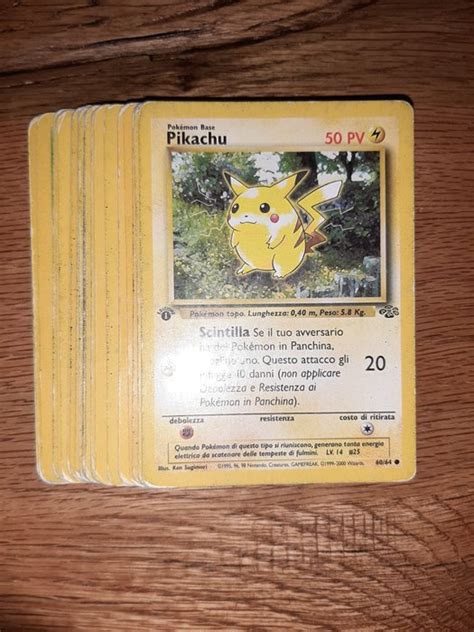 Pokémon Base
Pikachu
50 PV
Pokémon topo. Lunghezza: 0,40 m, Peso: 5.8 Kg.
1
Scintilla Se il tuo avversario
dei Pokémon in Panchina,
uno. Questo attacco gli
10 danni (non applicare
Debolezza e Resistenza ai
Pokémon in Panchina).
20
debolezza
resistenza
costo di ritirata
Quando Pokémon di questo tipo si riuniscono, generano tanta energia
elettrica da scatenare delle tempeste di fulmini. LV. 14 #25
Illus. Ken Sugimori
©1995, 96, 98 Nintendo, Creatures, GAMEFREAK. ©1999-2000 Wizards.
60/64